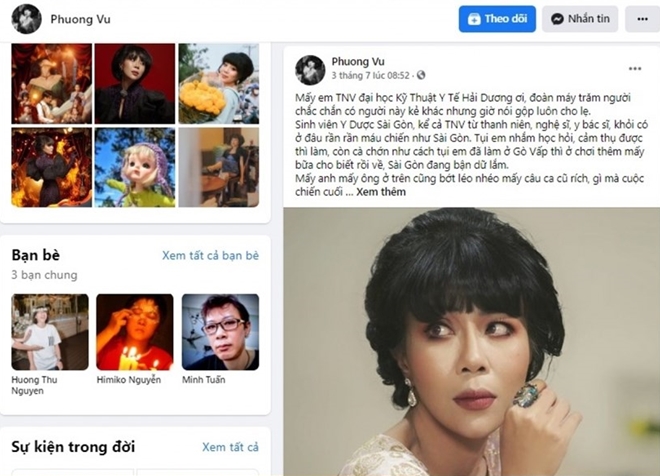 Phuong Vu
Theo dõi
Nhắn tin
Bạn bè
Xem tất cả bạn bè
3 bạn chung
Huong Thu
Nguyen
Himiko Nguyễn
Minh Tuấn
Sự kiện trong đời
Xem tất cả
Phuong Vu
3 tháng 7 lúc 08:52
Mấy em TNV đại học Kỹ Thuật Y Tế Hải Dương ơi, đoàn máy trăm người
chắc chắn có người này kẻ khác nhưng giờ nói gộp luôn cho lẹ.
Sinh viên Y Dược Sài Gòn, kể cả TNV từ thanh niên, nghệ sĩ, y bác sĩ, khỏi có
ở đâu rần rần máu chiến như Sài Gòn. Tụi em nhắm học hỏi, cảm thụ được
thì làm, còn cà chớn như cách tụi em đã làm ở Gò Vấp thì ở chơi thêm mấy
bữa cho biết rồi về, Sài Gòn đang bận dữ lắm.
Mấy anh mấy ông ở trên cũng bớt léo nhéo mấy câu ca cũ rích, gì mà cuộc
chiến cuối ... Xem thêm